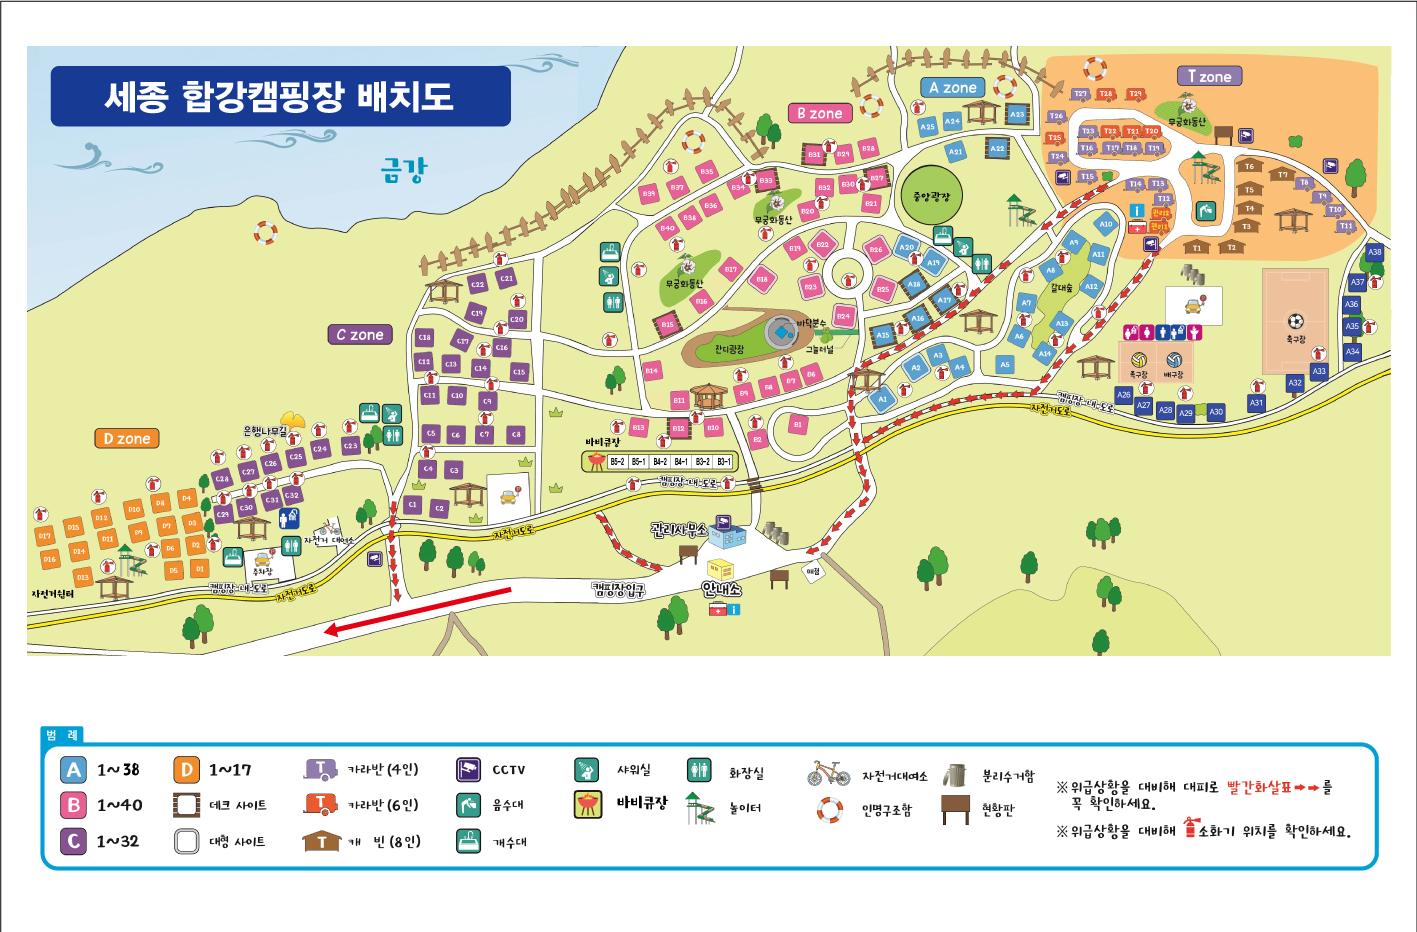 세종 합강캠핑장 배치도
금강
A zone
B zone
C zone
D zone
T zone
T27 T28 T29
T26
T25
T24
T23 T22 T21 T20
T16 T17 T18 T19
T15
T14 T13
T12
관리2
관리1
무궁화동산
T6
T7
T5
T4
T3
T1 T2
T8
T9
T10
T11
A25 A24 A23
A21 A22
중앙광장
B31 B29 B28
B35
B39 B37 B34 B33
B32 B30 B27
B36
B38
B40
B20 B21
무궁화동산
무궁화동산
B19 B22 B26 A20 A19
B17 B18 B23 B25 A18
B16 A17
B15 B24 A16
A15
바닥분수
그늘터널
잔디광장
A10
A9
A11
A8
갈대숲
A12
A7
A13
A6
A14
A5
A3
A2 A4
A1
B14
B11 B9 B8 B7 B6
B13 B12 B10
B2 B1
바비큐장
B5-2 B5-1 B4-2 B4-1 B3-2 B3-1
C22 C21
C19 C20
C18 C17 C16
C12 C13 C14 C15
C11 C10 C9
C5 C6 C7 C8
C4 C3
C1 C2
은행나무길
C28 C27 C26 C25 C24 C23
C29 C30 C31 C32
D17 D15 D12 D10 D8 D4
D16 D14 D11 D9 D7 D3
D6 D2
D13 D5 D1
자전거쉼터
자전거 대여소
주차장
캠핑장 내 도로
자전거도로
자전거도로
캠핑장 내 도로
캠핑장 내 도로
자전거도로
관리사무소
안내소
매점
캠핑장입구
족구장
배구장
축구장
A38
A37
A36
A35
A34
A33
A32
A31
A26 A27 A28 A29 A30
범 례
A 1~38
B 1~40
C 1~32
D 1~17
데크 사이트
대형 사이트
T 카라반 (4인)
T 카라반 (6인)
T 캐 빈 (8인)
CCTV
음수대
개수대
샤워실
바비큐장
화장실
놀이터
자전거대여소
인명구조함
분리수거함
현황판
※위급상황을 대비해 대피로 빨간화살표➡➡를
꼭 확인하세요.
※위급상황을 대비해 소화기 위치를 확인하세요.